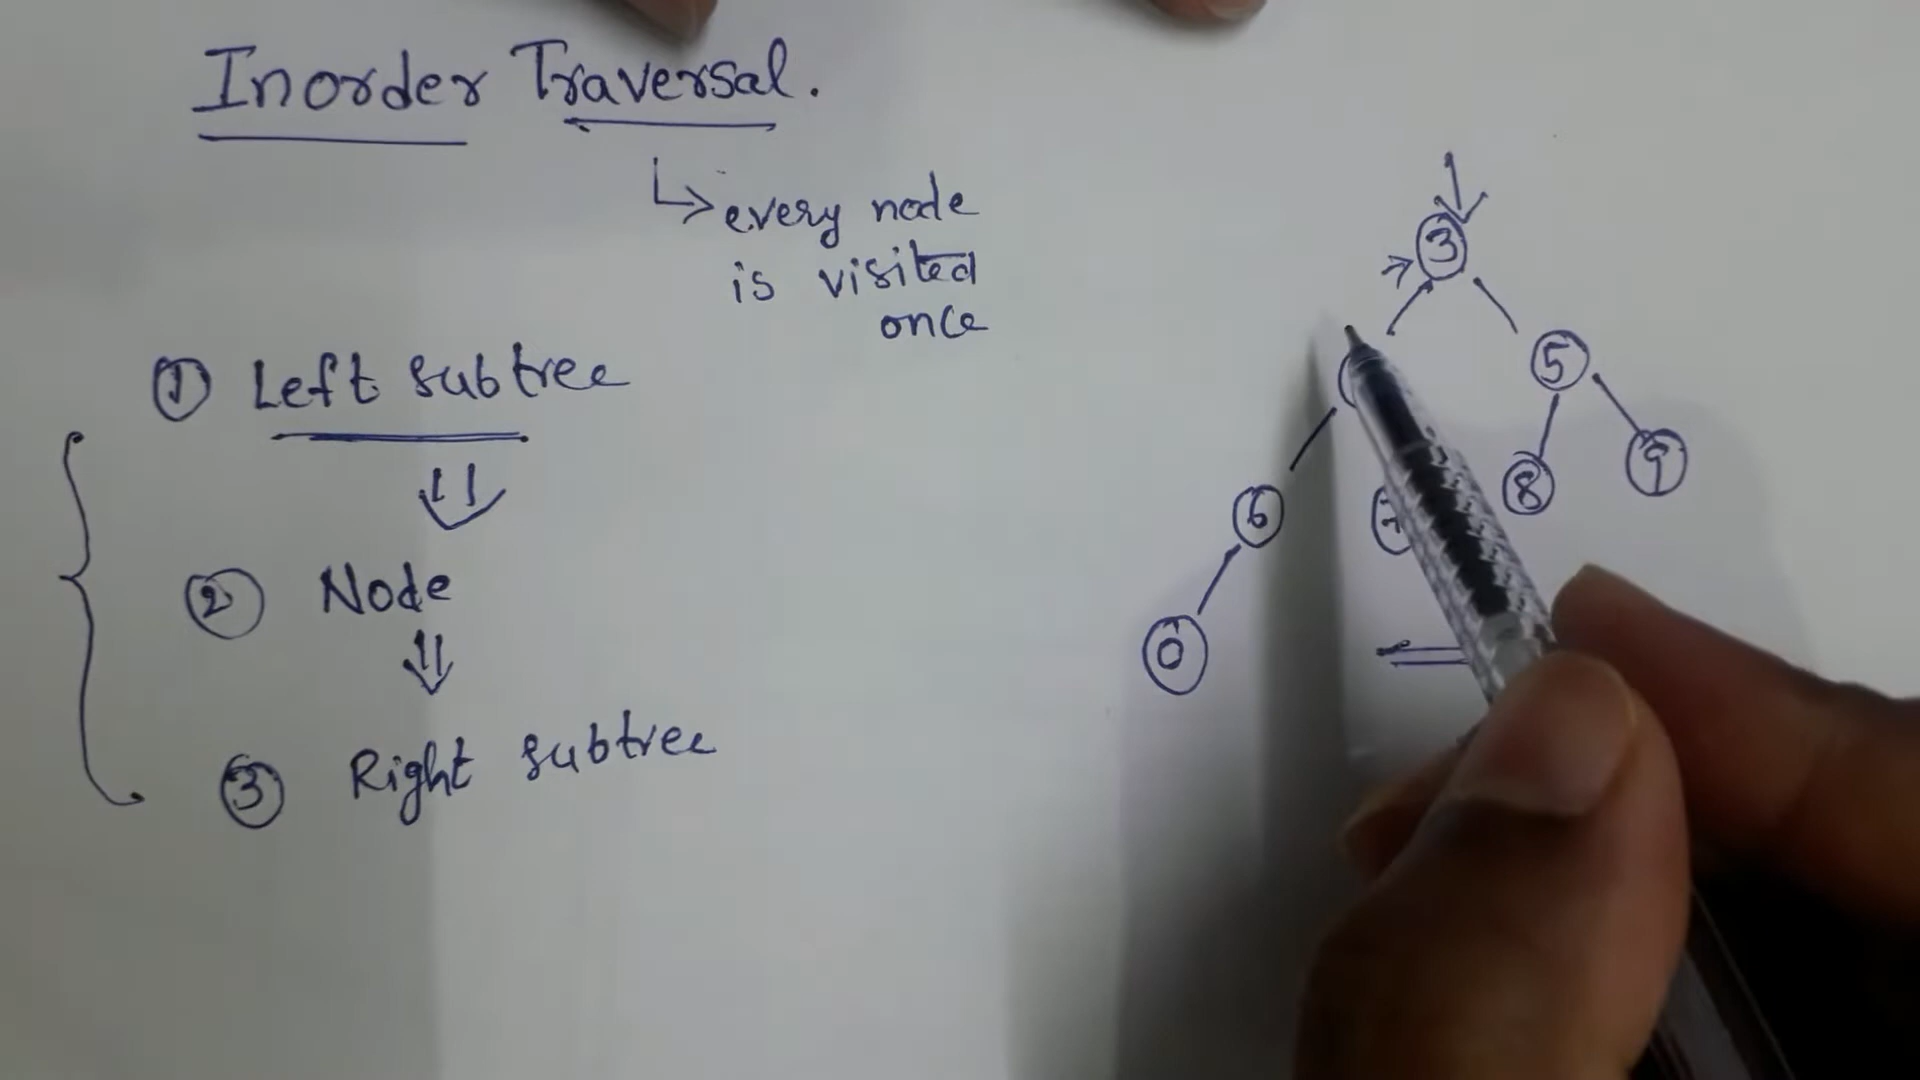 Inorder Traversal.
every node
is visited
once
① Left subtree
② Node
③ Right subtree
3
5
6
7
8
9
0